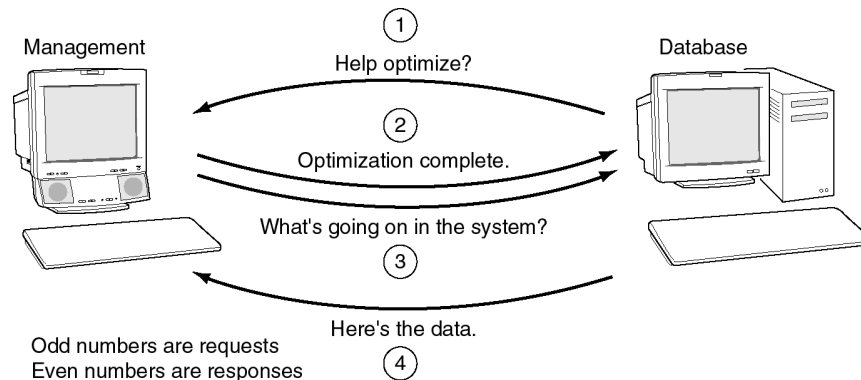 1
Management
Database
Help optimize?
2
Optimization complete.
What's going on in the system?
3
Here's the data.
Odd numbers are requests
Even numbers are responses
4